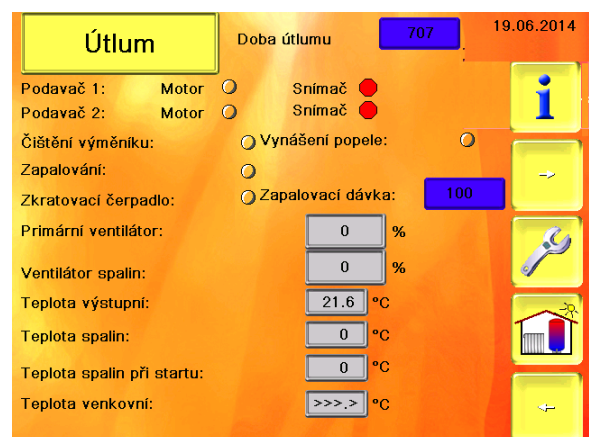 Útlum Doba útlumu 707 19.06.2014
Podavač 1: Motor Snímač
Podavač 2: Motor Snímač
Čištění výměníku: Vynášení popele:
Zapalování:
Zkratovací čerpadlo: Zapalovací dávka: 100
Primární ventilátor: 0 %
Ventilátor spalin: 0 %
Teplota výstupní: 21.6 °C
Teplota spalin: 0 °C
Teplota spalin při startu: 0 °C
Teplota venkovní: >>>.> °C